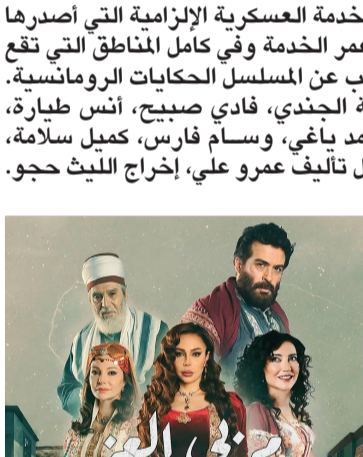 خدمة العسكرية الإلزامية التي أصدرها
عمر الخدمة وفي كامل المناطق التي تقع
ب عن المسلسل الحكايات الرومانسية.
ة الجندي، فادي صبيح، أنس طيارة،
مد ياغي، وسام فارس، كميل سلامة،
ل تأليف عمرو علي، إخراج الليث حجو.